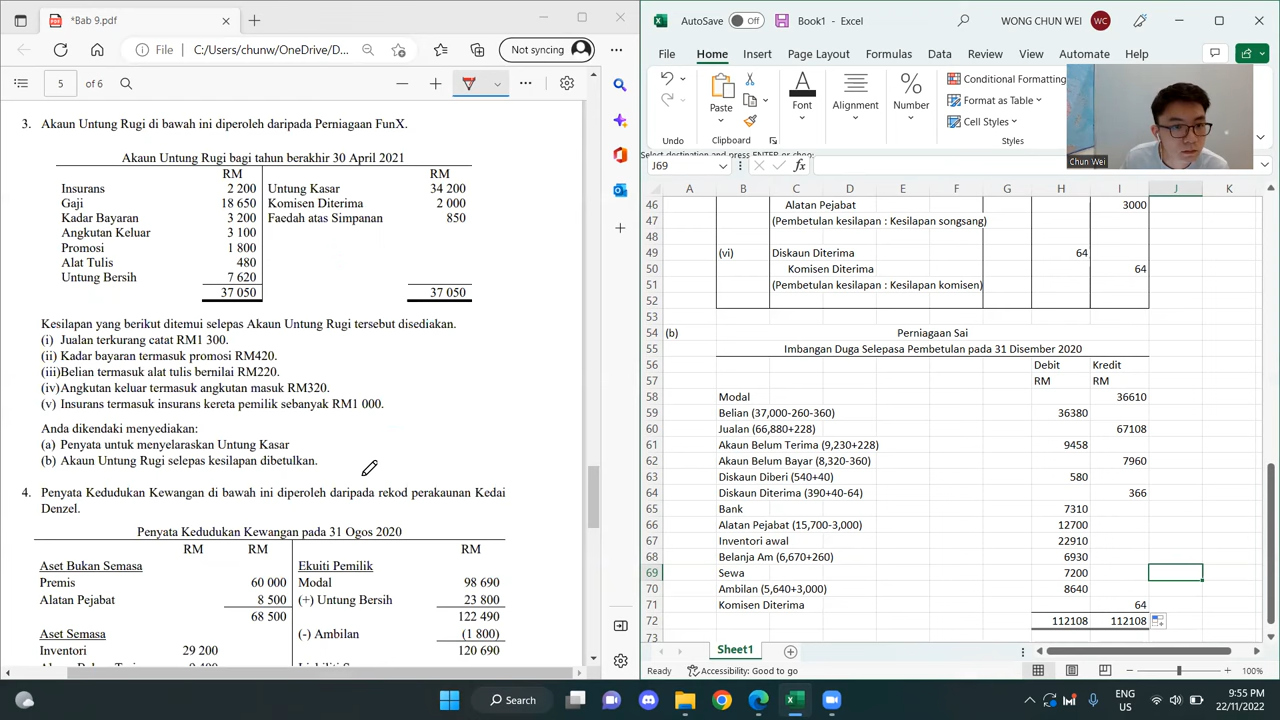 *Bab 9.pdf
File
C:/Users/chunw/OneDrive/D...
Not syncing
5 of 6
3. Akaun Untung Rugi di bawah ini diperoleh daripada Perniagaan FunX.
Akaun Untung Rugi bagi tahun berakhir 30 April 2021
RM RM
Insurans 2 200 Untung Kasar 34 200
Gaji 18 650 Komisen Diterima 2 000
Kadar Bayaran 3 200 Faedah atas Simpanan 850
Angkutan Keluar 3 100
Promosi 1 800
Alat Tulis 480
Untung Bersih 7 620
37 050 37 050
Kesilapan yang berikut ditemui selepas Akaun Untung Rugi tersebut disediakan.
(i) Jualan terkurang catat RM1 300.
(ii) Kadar bayaran termasuk promosi RM420.
(iii)Belian termasuk alat tulis bernilai RM220.
(iv)Angkutan keluar termasuk angkutan masuk RM320.
(v) Insurans termasuk insurans kereta pemilik sebanyak RM1 000.
Anda dikendaki menyediakan:
(a) Penyata untuk menyelaraskan Untung Kasar
(b) Akaun Untung Rugi selepas kesilapan dibetulkan.
4. Penyata Kedudukan Kewangan di bawah ini diperoleh daripada rekod perakaunan Kedai
Denzel.
Penyata Kedudukan Kewangan pada 31 Ogos 2020
RM RM RM
Aset Bukan Semasa Ekuiti Pemilik
Premis 60 000 Modal 98 690
Alatan Pejabat 8 500 (+) Untung Bersih 23 800
68 500 122 490
Aset Semasa (-) Ambilan (1 800)
Inventori 29 200 120 690
AutoSave Off Book1 - Excel WONG CHUN WEI WC
File Home Insert Page Layout Formulas Data Review View Automate Help
Undo
Paste
Clipboard
Font
Alignment
Number
Conditional Formatting
Format as Table
Cell Styles
Styles
Chun Wei
Select destination and press ENTER or choo
J69 fx
A B C D E F G H I J K
46 Alatan Pejabat 3000
47 (Pembetulan kesilapan : Kesilapan songsang)
48
49 (vi) Diskaun Diterima 64
50 Komisen Diterima 64
51 (Pembetulan kesilapan : Kesilapan komisen)
52
53
54 (b) Perniagaan Sai
55 Imbangan Duga Selepasa Pembetulan pada 31 Disember 2020
56 Debit Kredit
57 RM RM
58 Modal 36610
59 Belian (37,000-260-360) 36380
60 Jualan (66,880+228) 67108
61 Akaun Belum Terima (9,230+228) 9458
62 Akaun Belum Bayar (8,320-360) 7960
63 Diskaun Diberi (540+40) 580
64 Diskaun Diterima (390+40-64) 366
65 Bank 7310
66 Alatan Pejabat (15,700-3,000) 12700
67 Inventori awal 22910
68 Belanja Am (6,670+260) 6930
69 Sewa 7200
70 Ambilan (5,640+3,000) 8640
71 Komisen Diterima 64
72 112108 112108
73
Sheet1
Ready Accessibility: Good to go 100%
Search
ENG
US
9:55 PM
22/11/2022